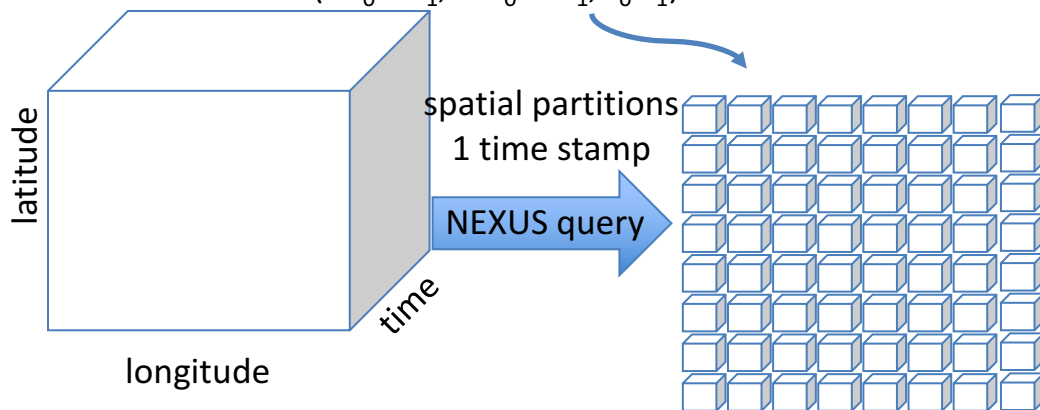 latitude
spatial partitions
1 time stamp
NEXUS query
time
longitude